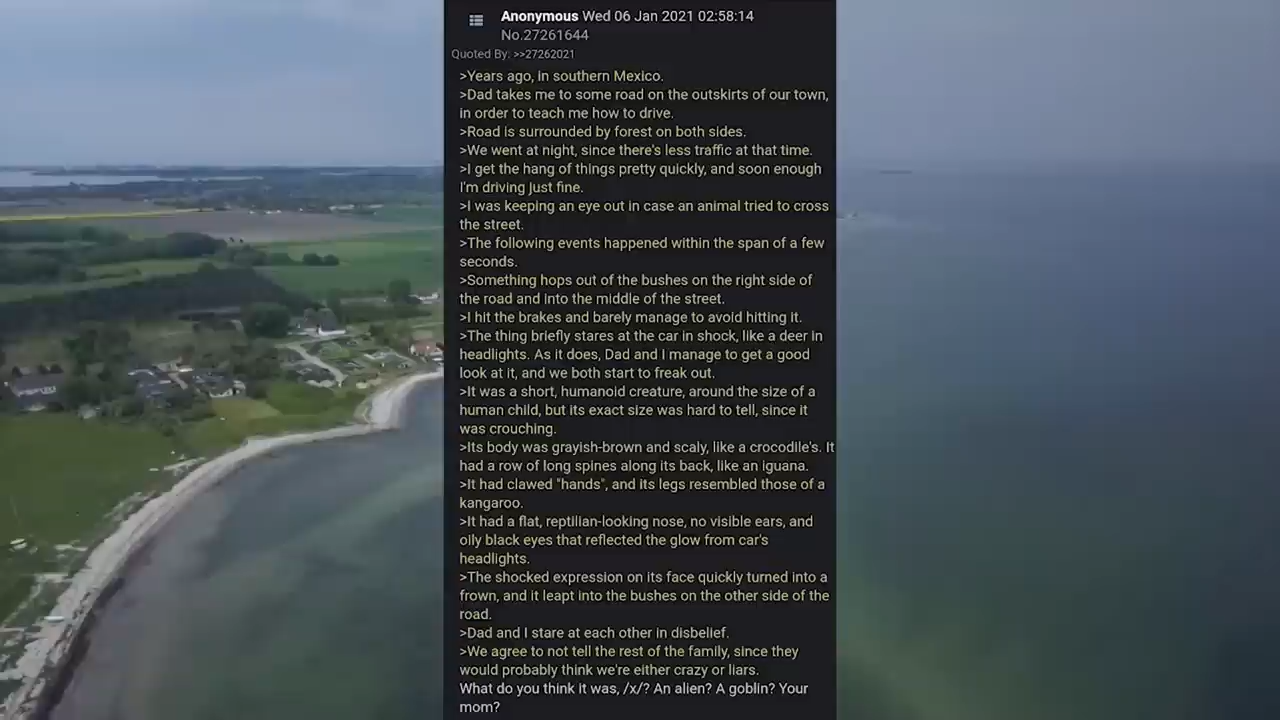 Anonymous Wed 06 Jan 2021 02:58:14
No.27261644
Quoted By: >>27262021
>Years ago, in southern Mexico.
>Dad takes me to some road on the outskirts of our town,
in order to teach me how to drive.
>Road is surrounded by forest on both sides.
>We went at night, since there's less traffic at that time.
>I get the hang of things pretty quickly, and soon enough
I'm driving just fine.
>I was keeping an eye out in case an animal tried to cross
the street.
>The following events happened within the span of a few
seconds.
>Something hops out of the bushes on the right side of
the road and into the middle of the street.
>I hit the brakes and barely manage to avoid hitting it.
>The thing briefly stares at the car in shock, like a deer in
headlights. As it does, Dad and I manage to get a good
look at it, and we both start to freak out.
>It was a short, humanoid creature, around the size of a
human child, but its exact size was hard to tell, since it
was crouching.
>Its body was grayish-brown and scaly, like a crocodile's. It
had a row of long spines along its back, like an iguana.
>It had clawed "hands", and its legs resembled those of a
kangaroo.
>It had a flat, reptilian-looking nose, no visible ears, and
oily black eyes that reflected the glow from car's
headlights.
>The shocked expression on its face quickly turned into a
frown, and it leapt into the bushes on the other side of the
road.
>Dad and I stare at each other in disbelief.
>We agree to not tell the rest of the family, since they
would probably think we're either crazy or liars.
What do you think it was, /x/? An alien? A goblin? Your
mom?